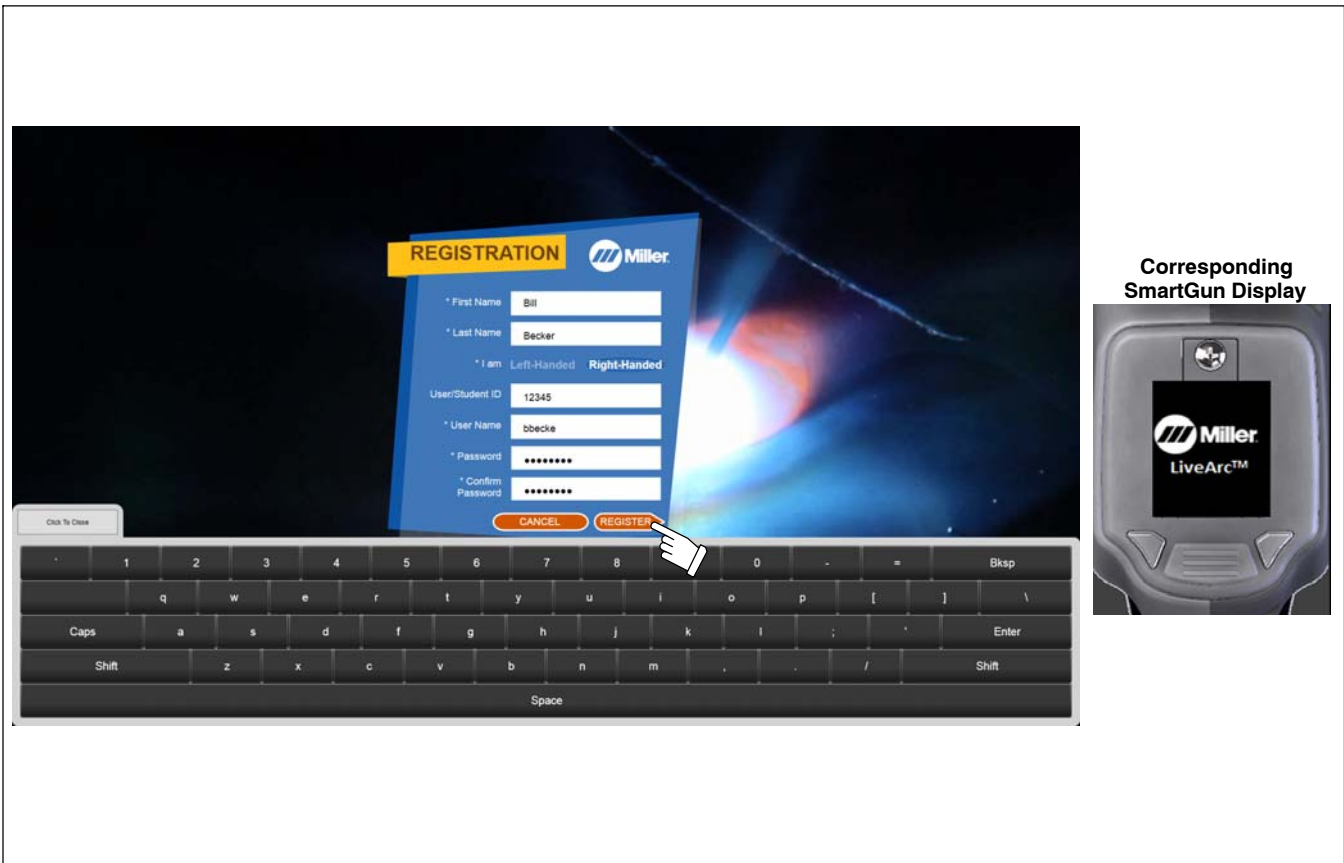 REGISTRATION
Miller.
* First Name Bill
* Last Name Becker
* I am Left-Handed Right-Handed
User/Student ID 12345
* User Name bbecke
* Password ••••••••
* Confirm
Password ••••••••
CANCEL REGISTER
Corresponding
SmartGun Display
Miller.
LiveArc™
Click To Close
` 1 2 3 4 5 6 7 8 0 - = Bksp
q w e r t y u i o p [ ] \
Caps a s d f g h j k l ; ' Enter
Shift z x c v b n m , . / Shift
Space